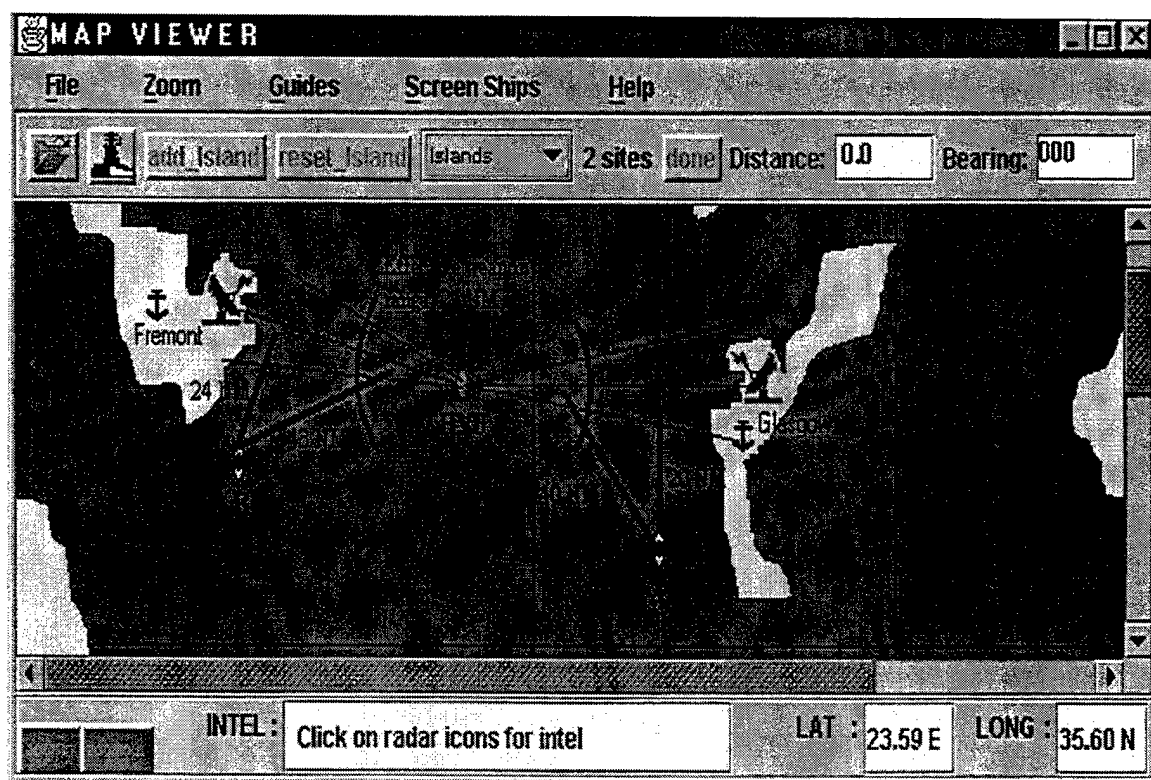 MAP VIEWER
File Zoom Guides Screen Ships Help
add_Island reset_Island Islands 2 sites done Distance: 0.0 Bearing: 000
Fremont
24
INTEL : Click on radar icons for intel LAT : 23.59 E LONG : 35.60 N